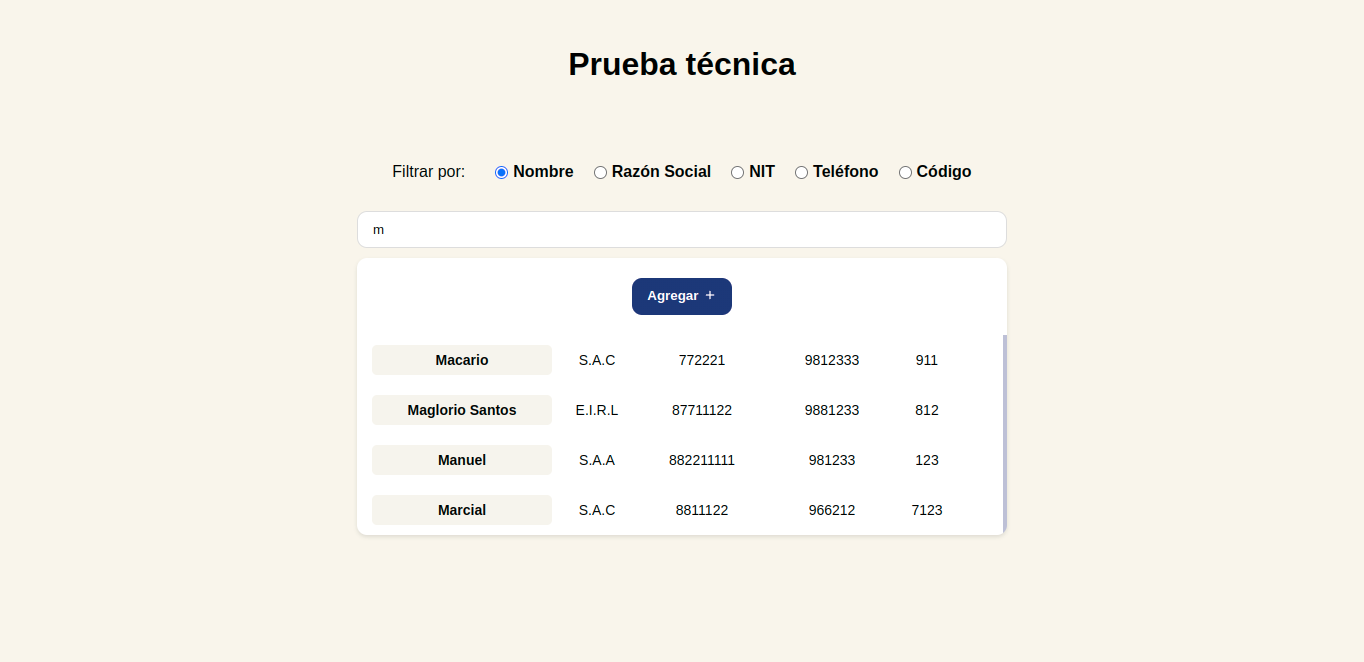 Prueba técnica
Filtrar por: Nombre Razón Social NIT Teléfono Código
m
Agregar +
Macario S.A.C 772221 9812333 911
Maglorio Santos E.I.R.L 87711122 9881233 812
Manuel S.A.A 882211111 981233 123
Marcial S.A.C 8811122 966212 7123